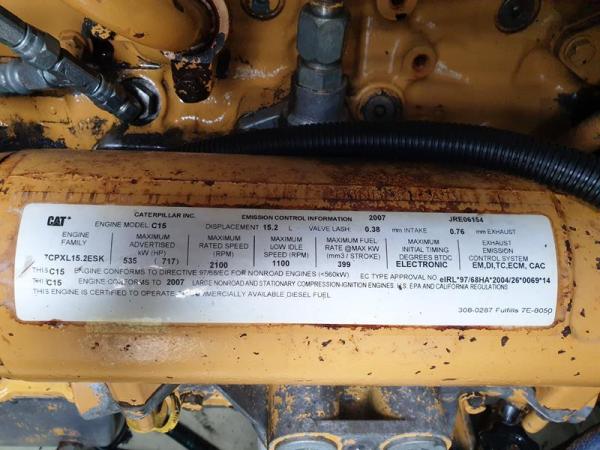 CAT CATERPILLAR INC. EMISSION CONTROL INFORMATION 2007 JRE06154
ENGINE MODEL C15 DISPLACEMENT 15.2 L VALVE LASH 0.38 mm INTAKE 0.76 mm EXHAUST
ENGINE FAMILY MAXIMUM ADVERTISED kW (HP) MAXIMUM RATED SPEED (RPM) MAXIMUM LOW IDLE SPEED (RPM) MAXIMUM FUEL RATE @MAX KW (mm3 / STROKE) MAXIMUM INITIAL TIMING DEGREES BTDC EXHAUST EMISSION CONTROL SYSTEM
7CPXL15.2ESK 535 (717) 2100 1100 399 ELECTRONIC EM,DI,TC,ECM, CAC
THIS C15 ENGINE CONFORMS TO DIRECTIVE 97/68/EC FOR NONROAD ENGINES (<560kW) EC TYPE APPROVAL NO eIRL*97/68HA*2004/26*0069*14
THIS C15 ENGINE CONFORMS TO 2007 LARGE NONROAD AND STATIONARY COMPRESSION-IGNITION ENGINES, U.S. EPA AND CALIFORNIA REGULATIONS
THIS ENGINE IS CERTIFIED TO OPERATE COMMERCIALLY AVAILABLE DIESEL FUEL
308-0287 Fulfills 7E-8050